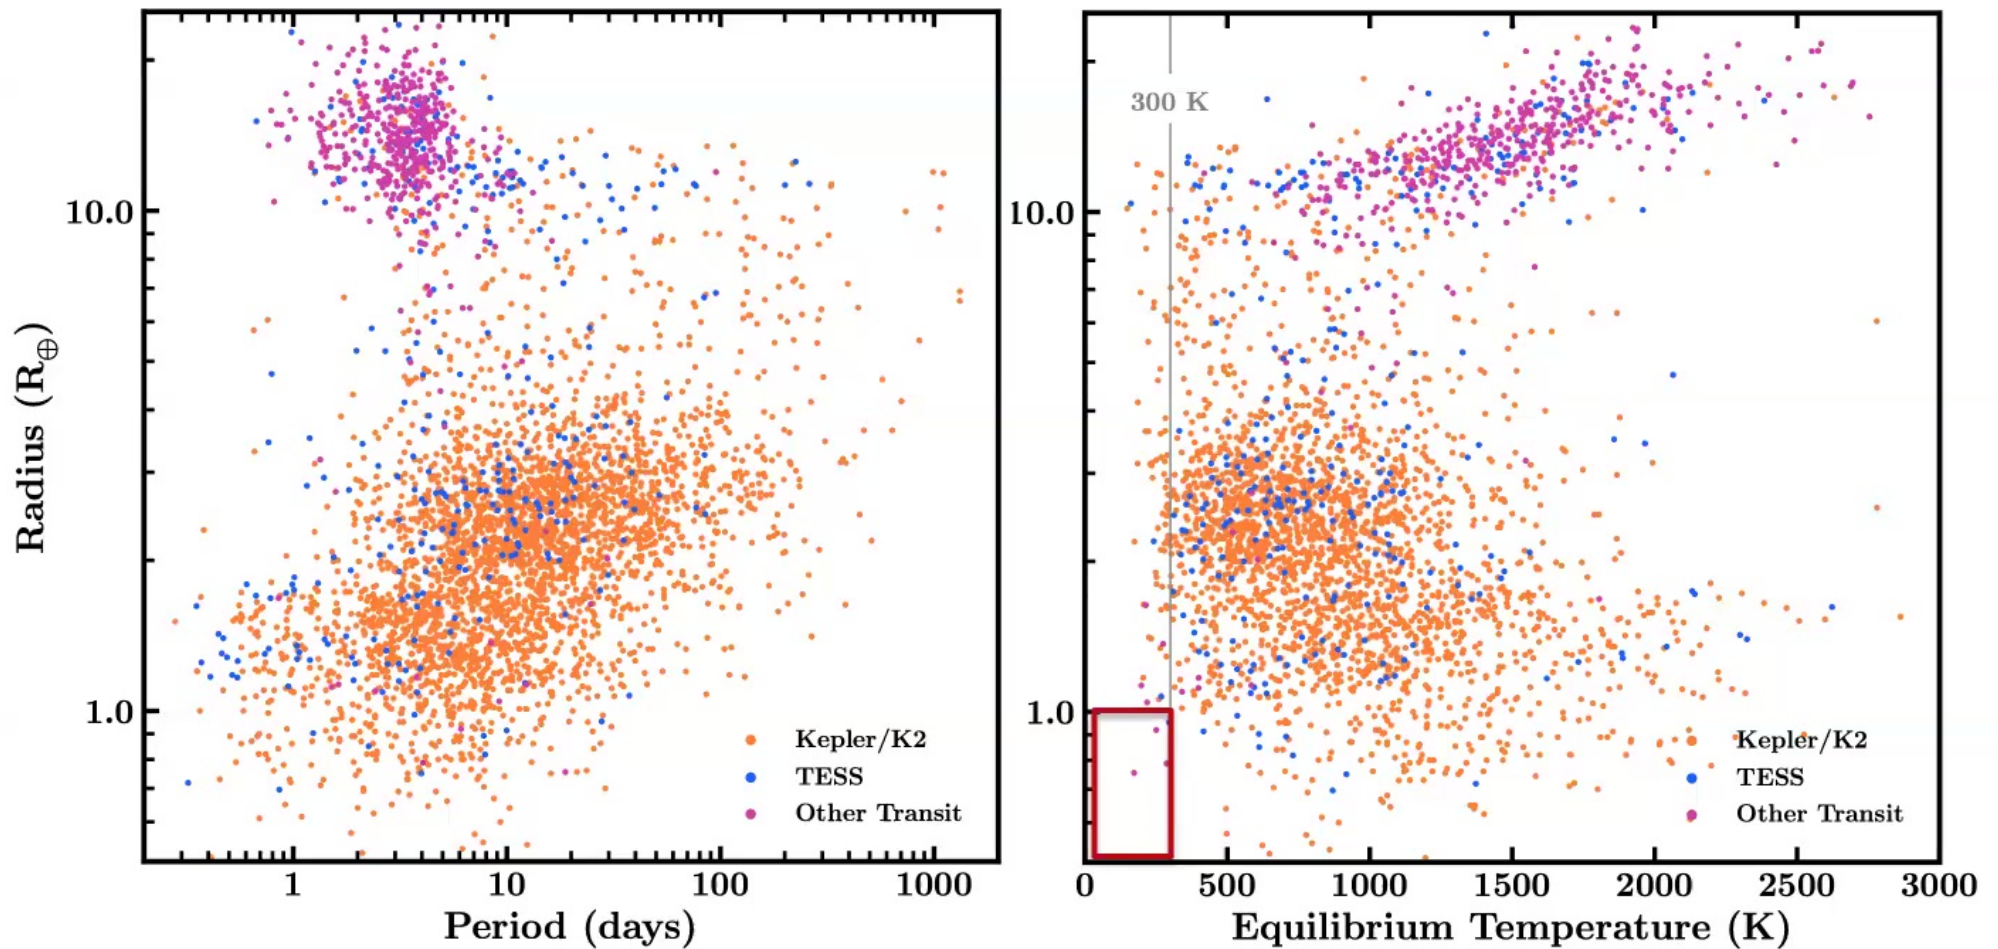 Radius (R⊕)
10.0
1.0
Kepler/K2
TESS
Other Transit
1 10 100 1000
Period (days)
300 K
10.0
1.0
Kepler/K2
TESS
Other Transit
0 500 1000 1500 2000 2500 3000
Equilibrium Temperature (K)